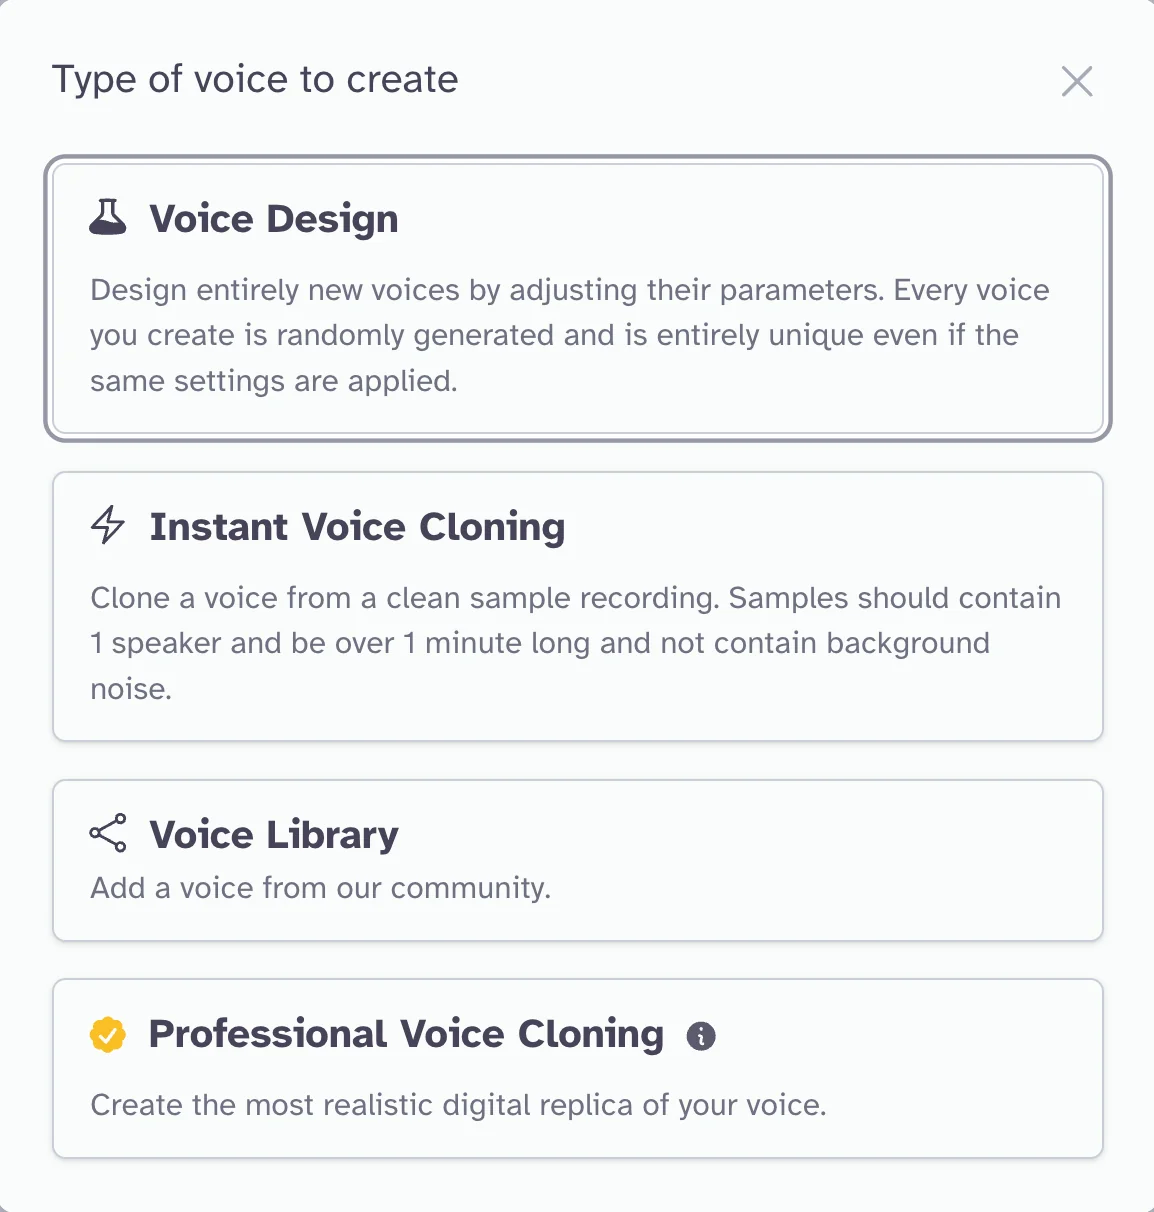 Type of voice to create
Voice Design
Design entirely new voices by adjusting their parameters. Every voice
you create is randomly generated and is entirely unique even if the
same settings are applied.
Instant Voice Cloning
Clone a voice from a clean sample recording. Samples should contain
1 speaker and be over 1 minute long and not contain background
noise.
Voice Library
Add a voice from our community.
Professional Voice Cloning
Create the most realistic digital replica of your voice.